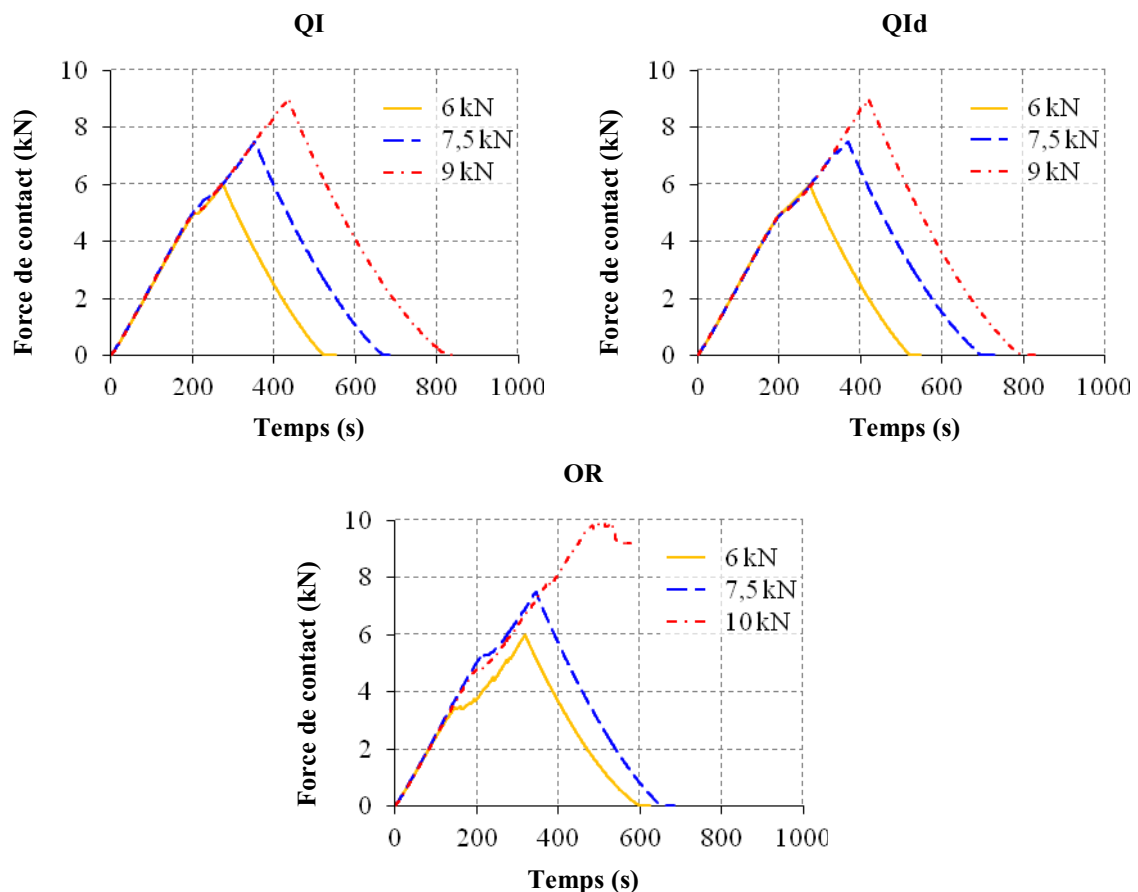 QI
Force de contact (kN)
10
8
6
4
2
0
6 kN
7,5 kN
9 kN
0 200 400 600 800 1000
Temps (s)
QId
Force de contact (kN)
10
8
6
4
2
0
6 kN
7,5 kN
9 kN
0 200 400 600 800 1000
Temps (s)
OR
Force de contact (kN)
10
8
6
4
2
0
6 kN
7,5 kN
10 kN
0 200 400 600 800 1000
Temps (s)